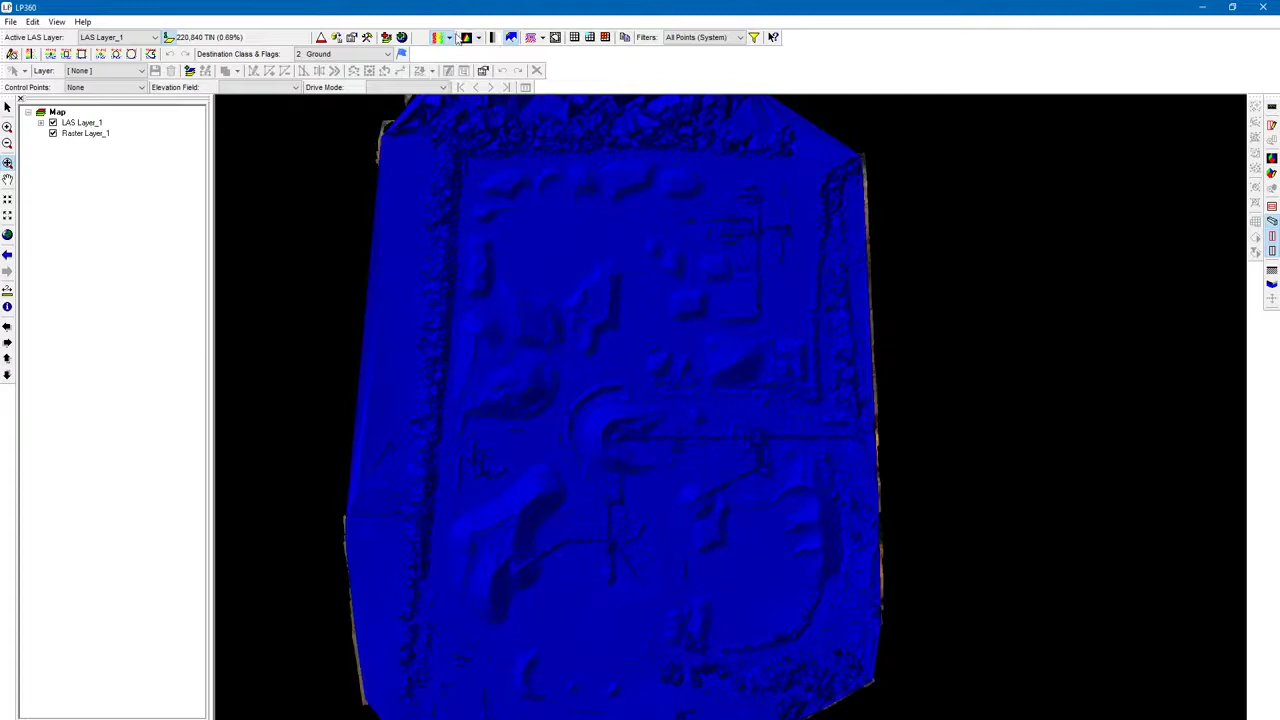 LP360
File Edit View Help
Active LAS Layer: LAS Layer_1 220,840 TIN (0.69%) Filters: All Points (System)
Destination Class & Flags: 2 Ground
Layer: [ None ]
Control Points: None Elevation Field: Drive Mode:
Map
LAS Layer_1
Raster Layer_1